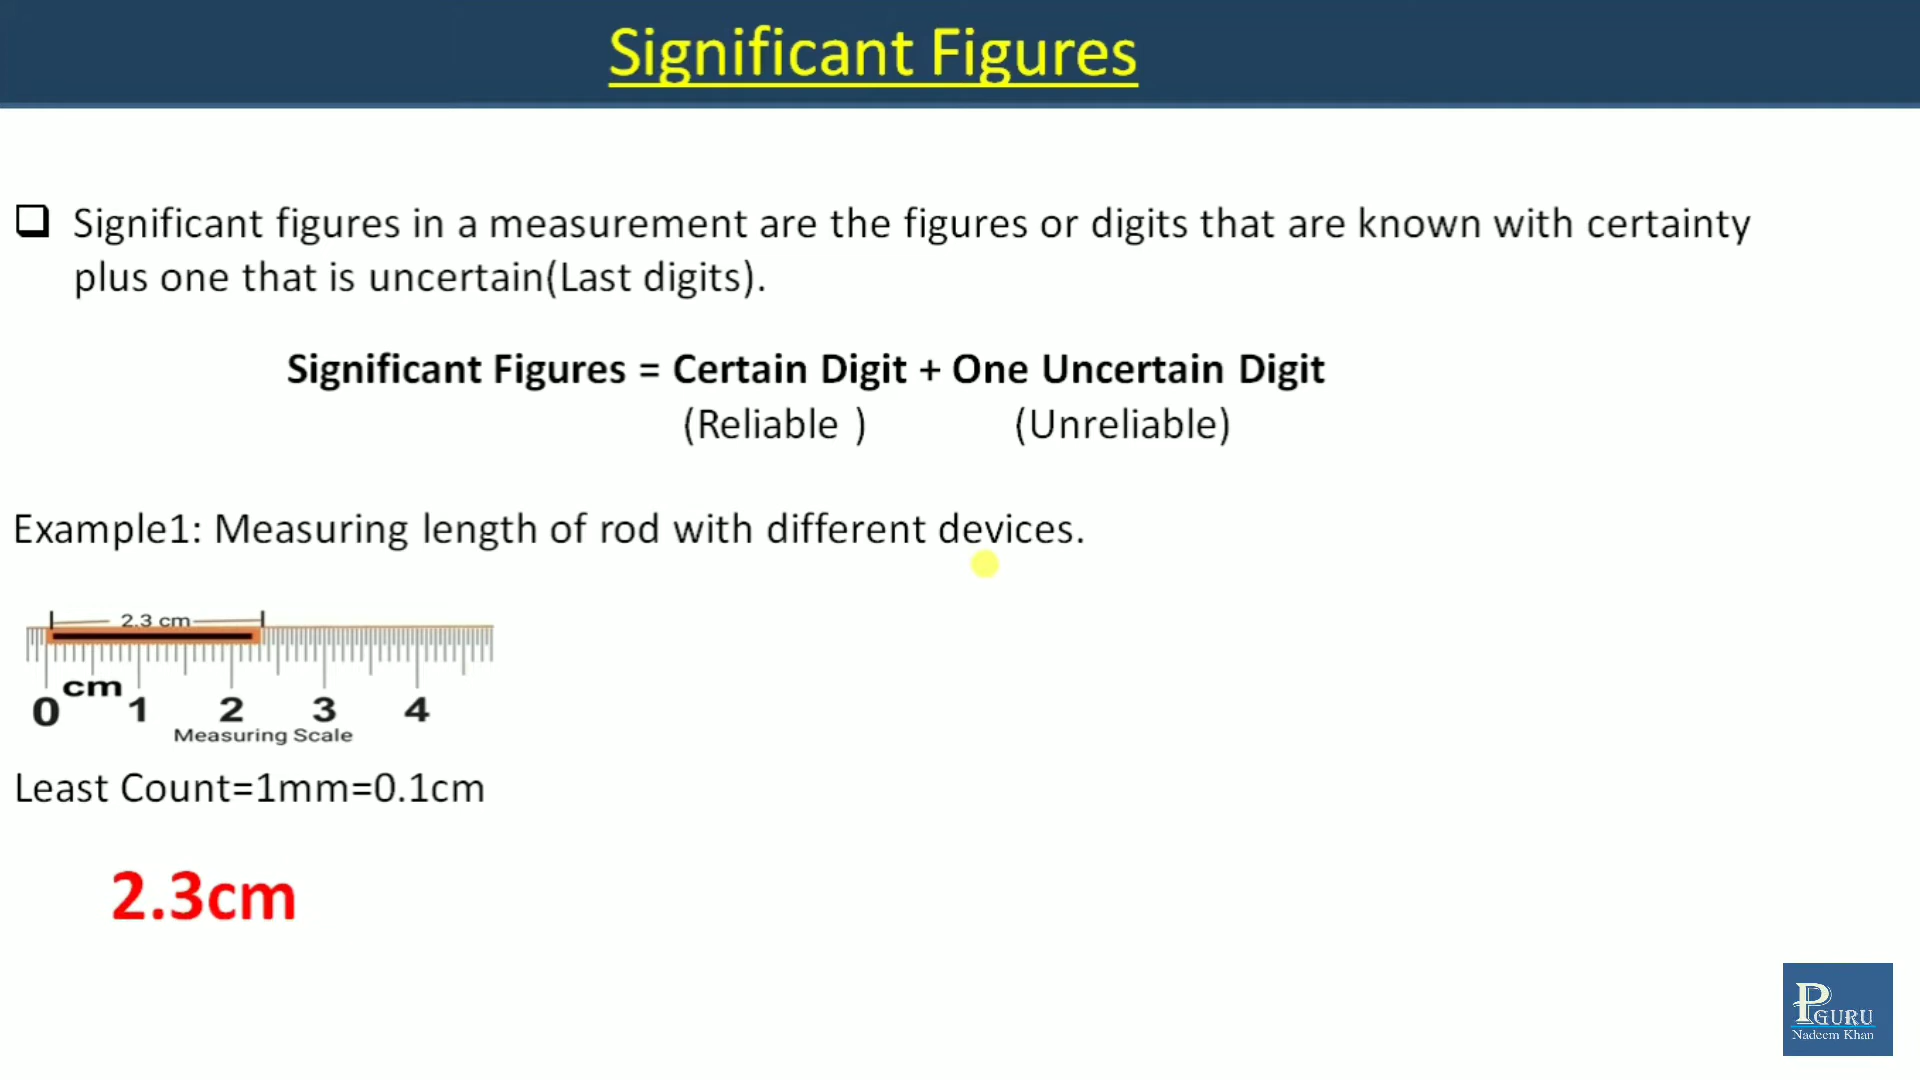 Significant Figures
Significant figures in a measurement are the figures or digits that are known with certainty
plus one that is uncertain(Last digits).
Significant Figures = Certain Digit + One Uncertain Digit
(Reliable ) (Unreliable)
Example1: Measuring length of rod with different devices.
2.3 cm
cm
0 1 2 3 4
Measuring Scale
Least Count=1mm=0.1cm
2.3cm
PGURU
Nadeem Khan